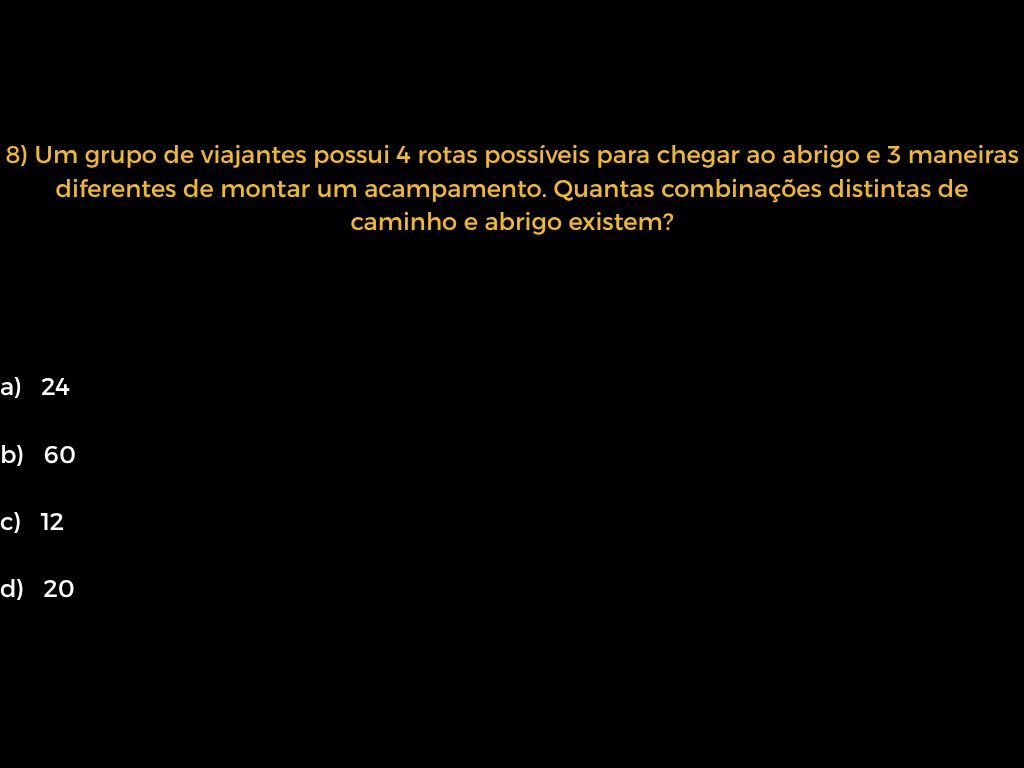 8) Um grupo de viajantes possui 4 rotas possíveis para chegar ao abrigo e 3 maneiras
diferentes de montar um acampamento. Quantas combinações distintas de
caminho e abrigo existem?
a) 24
b) 60
c) 12
d) 20